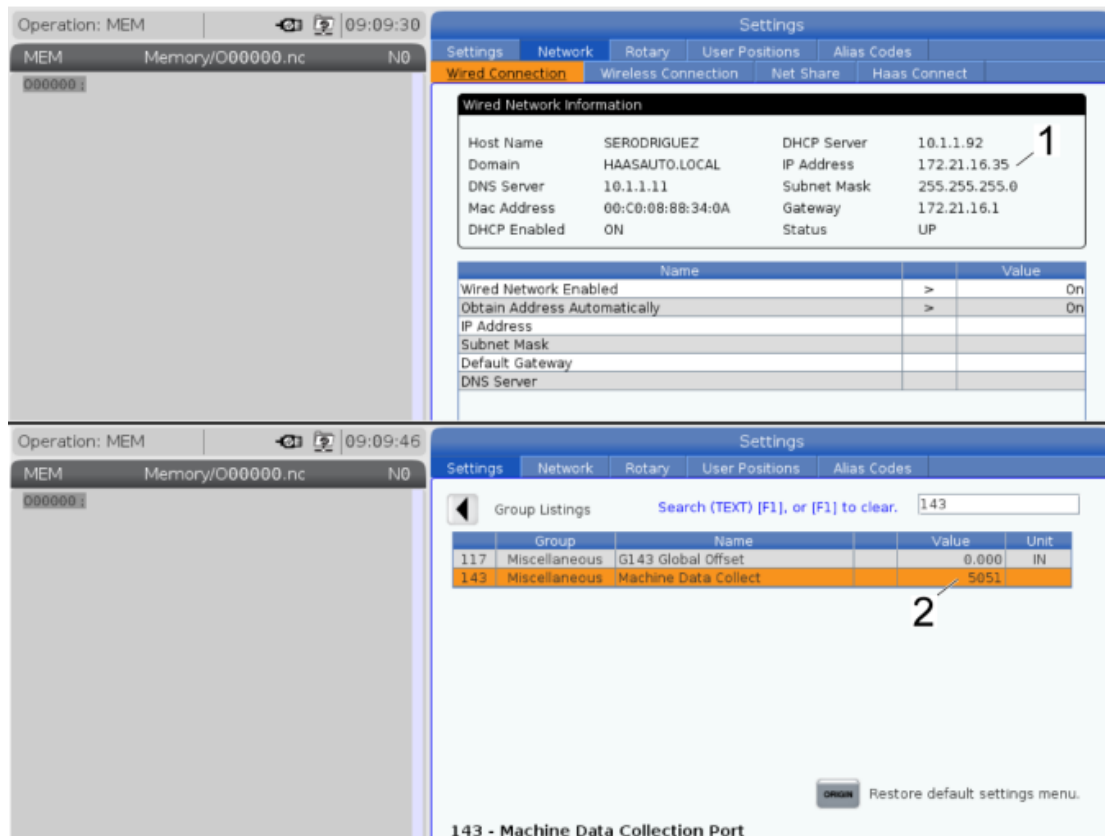 Operation: MEM 09:09:30 Settings
MEM Memory/O00000.nc N0
Settings Network Rotary User Positions Alias Codes
Wired Connection Wireless Connection Net Share Haas Connect
O00000 ;
Wired Network Information
Host Name SERODRIGUEZ DHCP Server 10.1.1.92
1
Domain HAASAUTO.LOCAL IP Address 172.21.16.35
DNS Server 10.1.1.11 Subnet Mask 255.255.255.0
Mac Address 00:C0:08:88:34:0A Gateway 172.21.16.1
DHCP Enabled ON Status UP
Name Value
Wired Network Enabled > On
Obtain Address Automatically > On
IP Address
Subnet Mask
Default Gateway
DNS Server
Operation: MEM 09:09:46 Settings
MEM Memory/O00000.nc N0
Settings Network Rotary User Positions Alias Codes
O00000 ;
Group Listings Search (TEXT) [F1], or [F1] to clear. 143
Group Name Value Unit
117 Miscellaneous G143 Global Offset 0.000 IN
143 Miscellaneous Machine Data Collect 5051
2
ORIGIN Restore default settings menu.
143 - Machine Data Collection Port